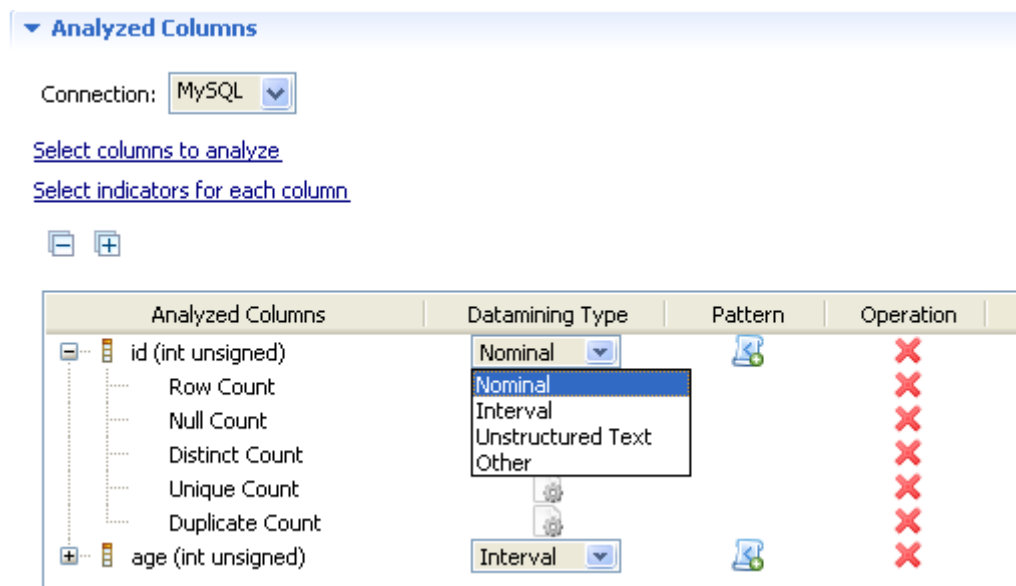 Analyzed Columns
Connection: MySQL
Select columns to analyze
Select indicators for each column
Analyzed Columns Datamining Type Pattern Operation
id (int unsigned) Nominal
Row Count Nominal
Null Count Interval
Distinct Count Unstructured Text
Other
Unique Count
Duplicate Count
age (int unsigned) Interval